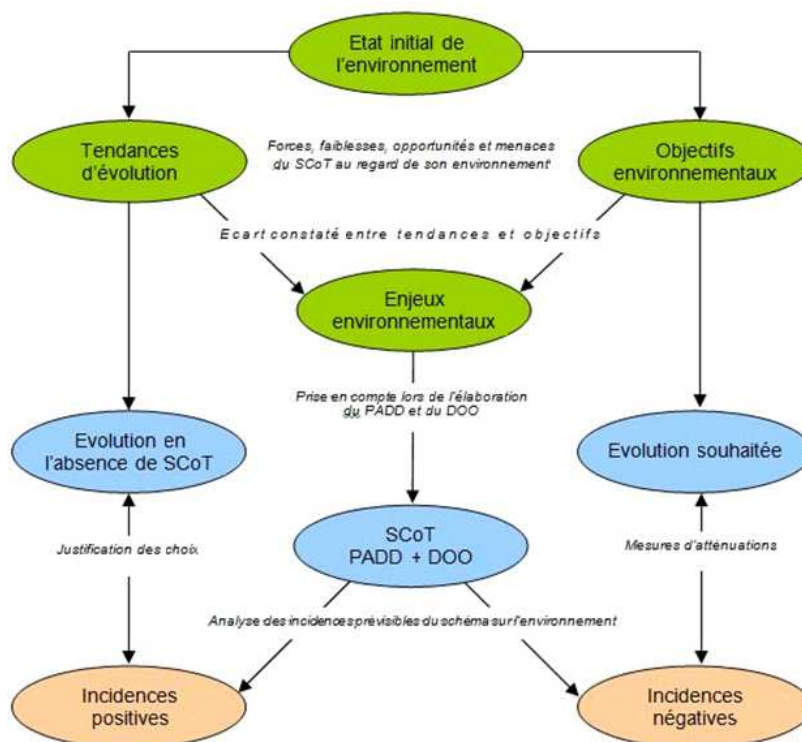 Etat initial de
l'environnement
Tendances
d'évolution
Forces, faiblesses, opportunités et menaces
du SCoT au regard de son environnement
Objectifs
environnementaux
Ecart constaté entre tendances et objectifs
Enjeux
environnementaux
Prise en compte lors de l'élaboration
du PADD et du DOO
Evolution en
l'absence de SCoT
Evolution souhaitée
SCoT
PADD + DOO
Justification des choix
Mesures d'atténuations
Analyse des incidences prévisibles du schéma sur l'environnement
Incidences
positives
Incidences
négatives